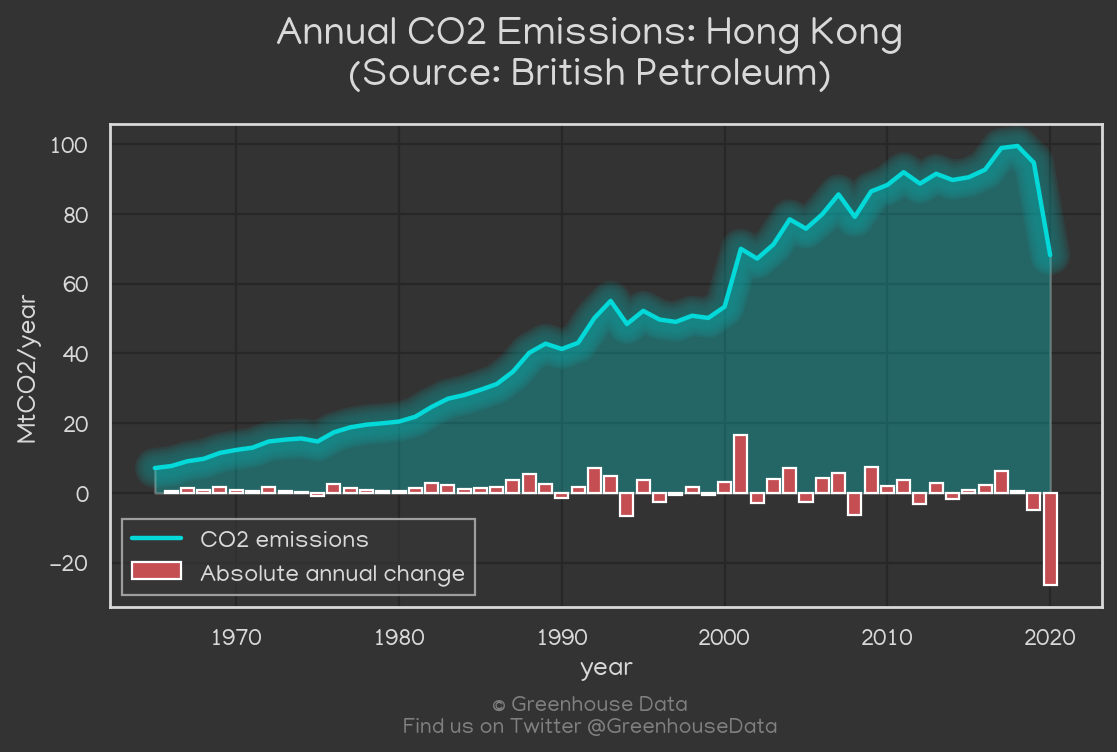 Annual CO2 Emissions: Hong Kong
(Source: British Petroleum)
100
80
60
40
20
0
−20
MtCO2/year
CO2 emissions
Absolute annual change
1970 1980 1990 2000 2010 2020
year
© Greenhouse Data
Find us on Twitter @GreenhouseData